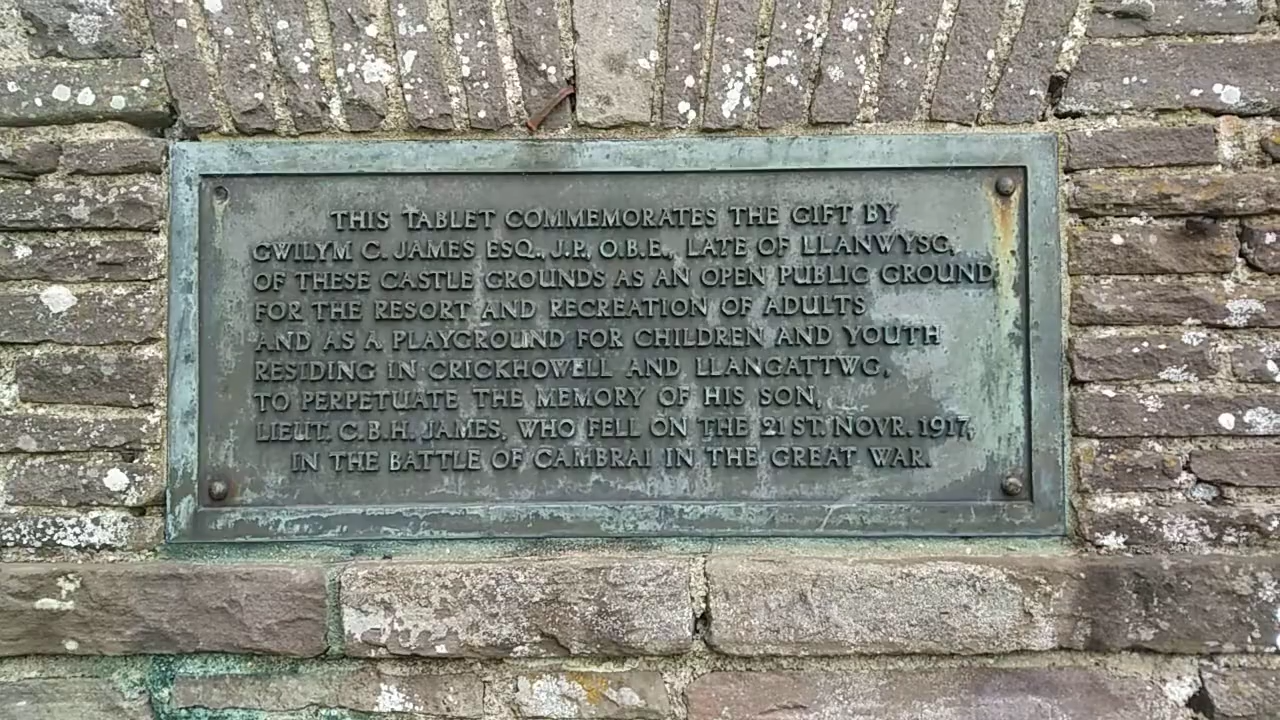 THIS TABLET COMMEMORATES THE GIFT BY
GWILYM C. JAMES ESQ., J.P., O.B.E., LATE OF LLANWYSG,
OF THESE CASTLE GROUNDS AS AN OPEN PUBLIC GROUND
FOR THE RESORT AND RECREATION OF ADULTS
AND AS A PLAYGROUND FOR CHILDREN AND YOUTH
RESIDING IN CRICKHOWELL AND LLANGATTWG,
TO PERPETUATE THE MEMORY OF HIS SON,
LIEUT. C.B.H. JAMES, WHO FELL ON THE 21ST. NOVR. 1917,
IN THE BATTLE OF CAMBRAI IN THE GREAT WAR.